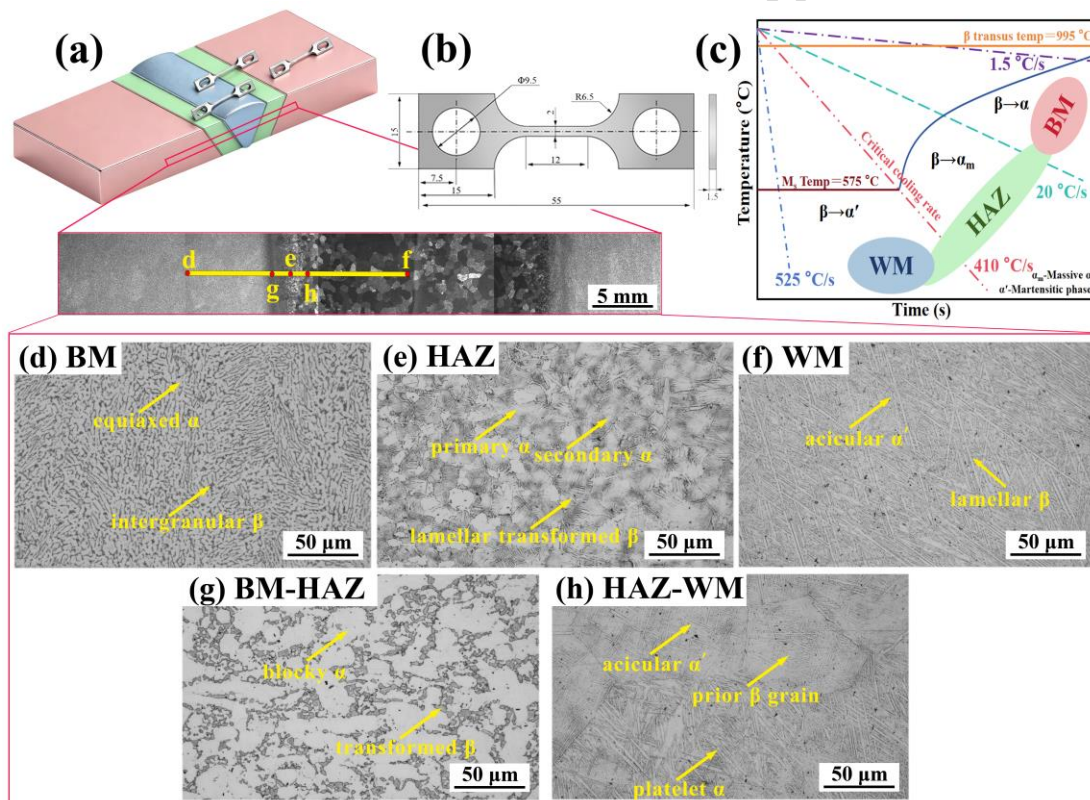 (a)
(b)
Φ9.5
R6.5
15
2
12
7.5
15
55
1.5
(c)
Temperature (°C)
β transus temp=995 °C
1.5 °C/s
β→α
BM
Critical cooling rate
β→αm
Ms Temp=575 °C
20 °C/s
HAZ
β→α′
WM
525 °C/s
410 °C/s
αm-Massive α
α′-Martensitic phase
Time (s)
d
e
f
g
h
5 mm
(d) BM
equiaxed α
intergranular β
50 μm
(e) HAZ
primary α
secondary α
lamellar transformed β
50 μm
(f) WM
acicular α′
lamellar β
50 μm
(g) BM-HAZ
blocky α
transformed β
50 μm
(h) HAZ-WM
acicular α′
prior β grain
platelet α
50 μm